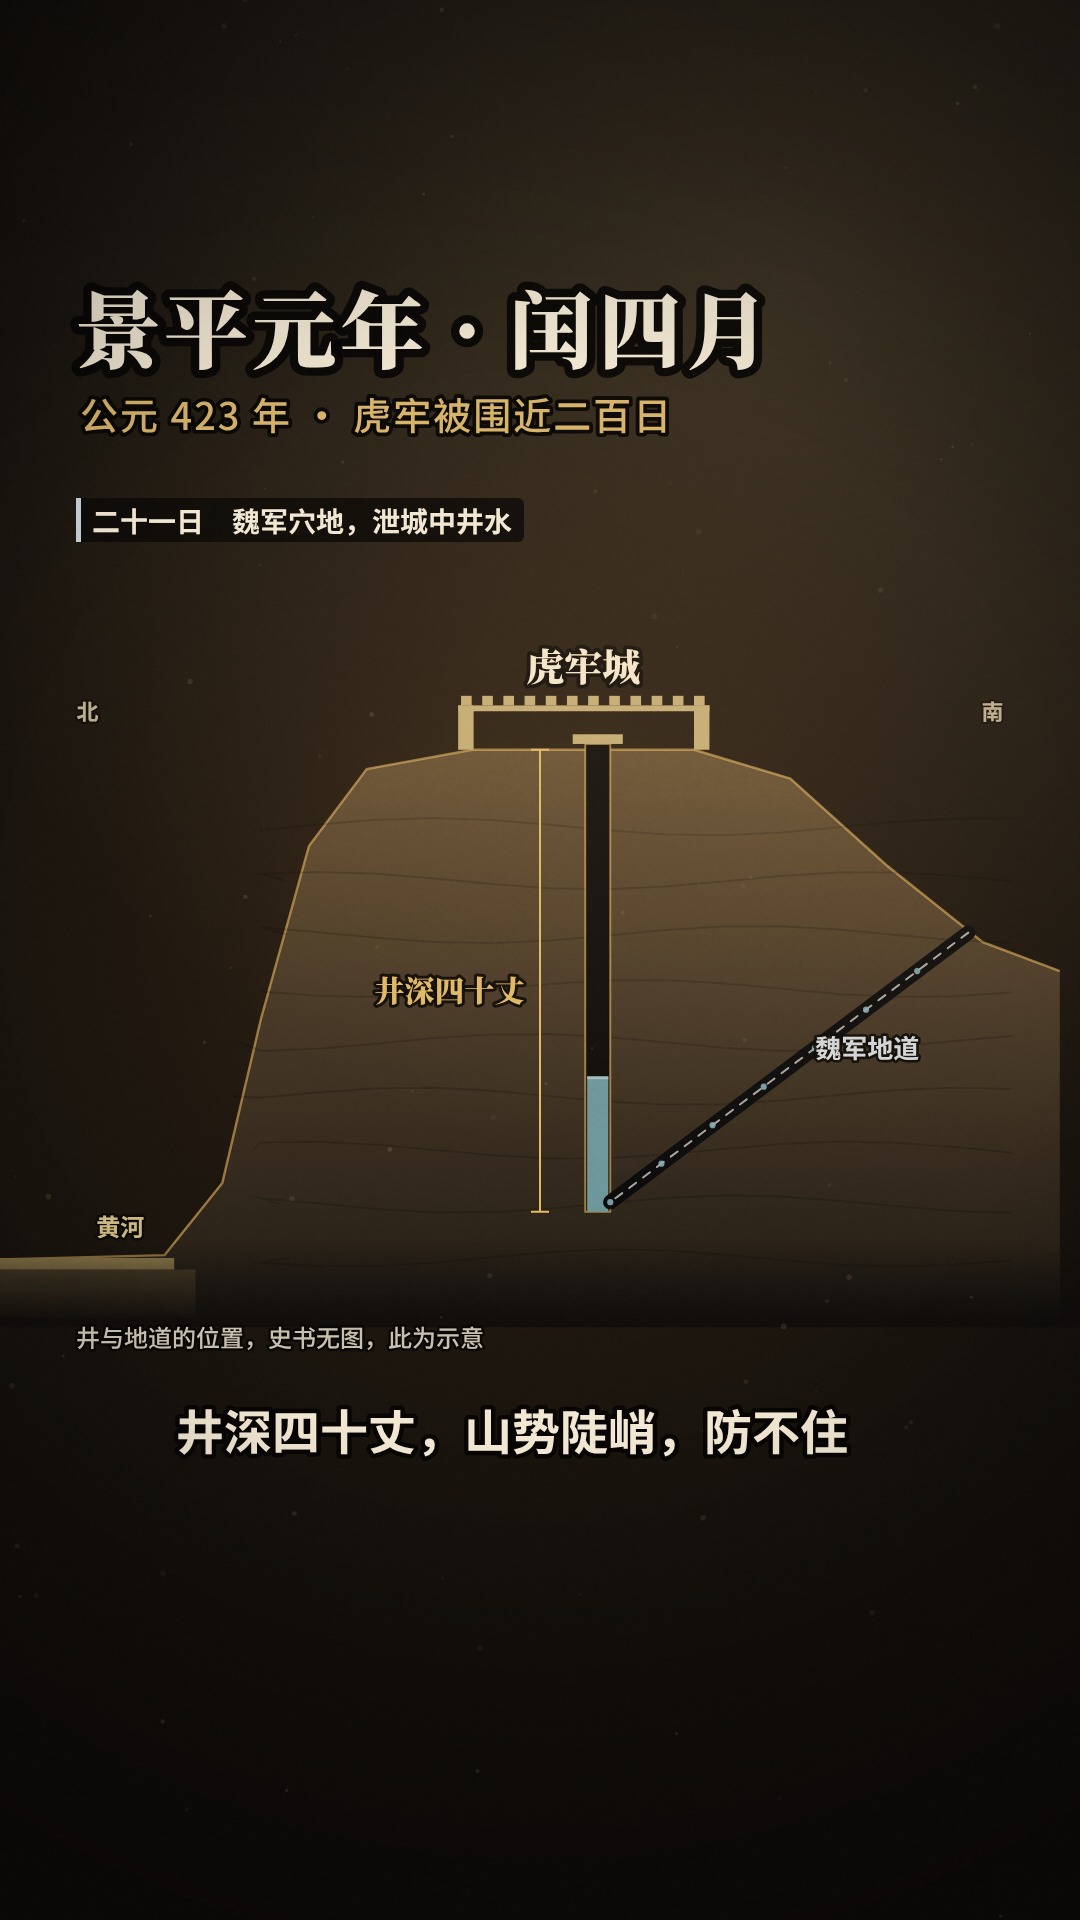 景平元年·闰四月
公元 423 年 · 虎牢被围近二百日
二十一日 魏军穴地，泄城中井水
虎牢城
北
南
井深四十丈
魏军地道
黄河
井与地道的位置，史书无图，此为示意
井深四十丈，山势陡峭，防不住